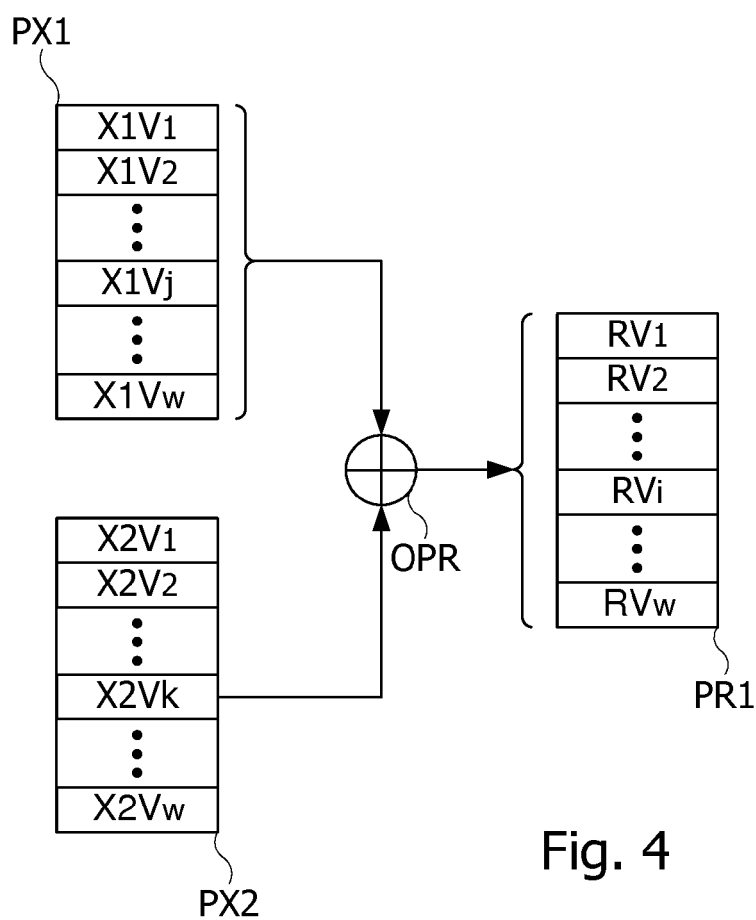 PX1
X1V1
X1V2
X1Vj
X1Vw
RV1
RV2
RVi
RVw
OPR
PR1
X2V1
X2V2
X2Vk
X2Vw
PX2
Fig. 4